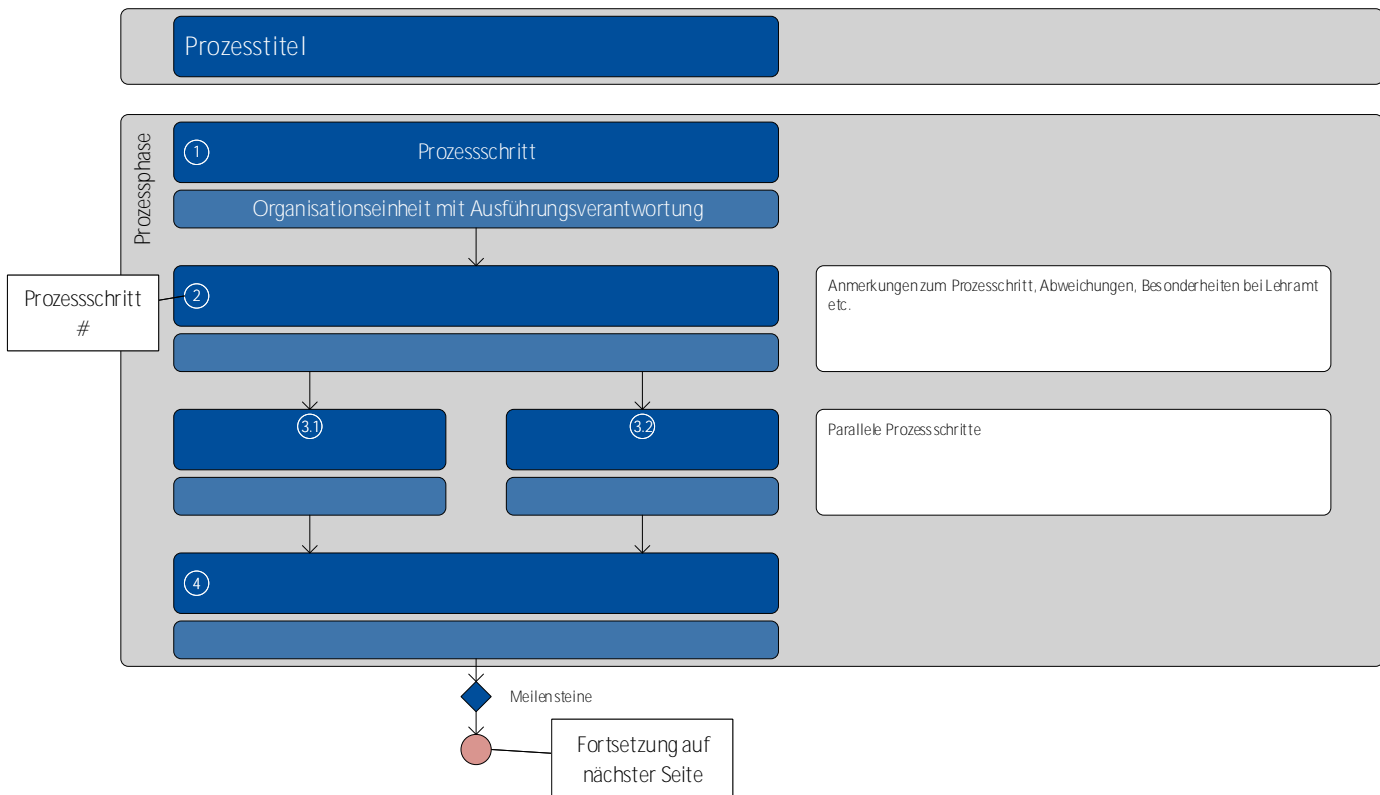 Prozesstitel
Prozessphase
1
Prozessschritt
Organisationseinheit mit Ausführungsverantwortung
Prozessschritt
#
2
Anmerkungen zum Prozesschritt, Abweichungen, Besonderheiten bei Lehramt
etc.
3.1
3.2
Parallele Prozessschritte
4
Meilensteine
Fortsetzung auf
nächster Seite